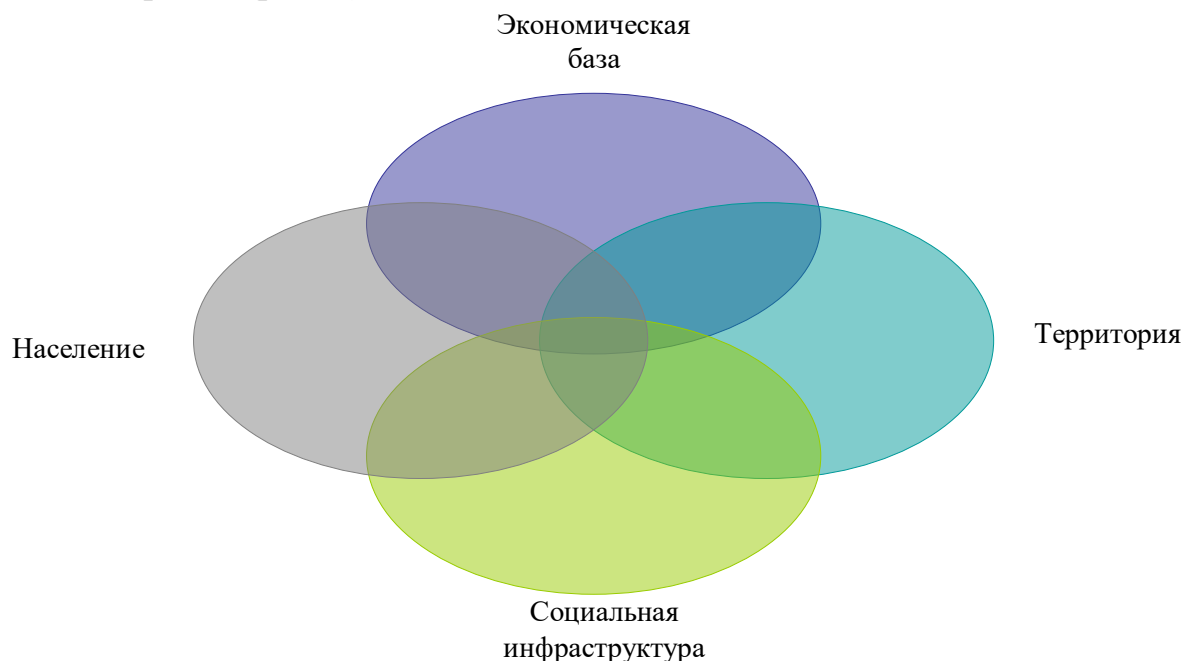 Экономическая
база
Население
Территория
Социальная
инфраструктура